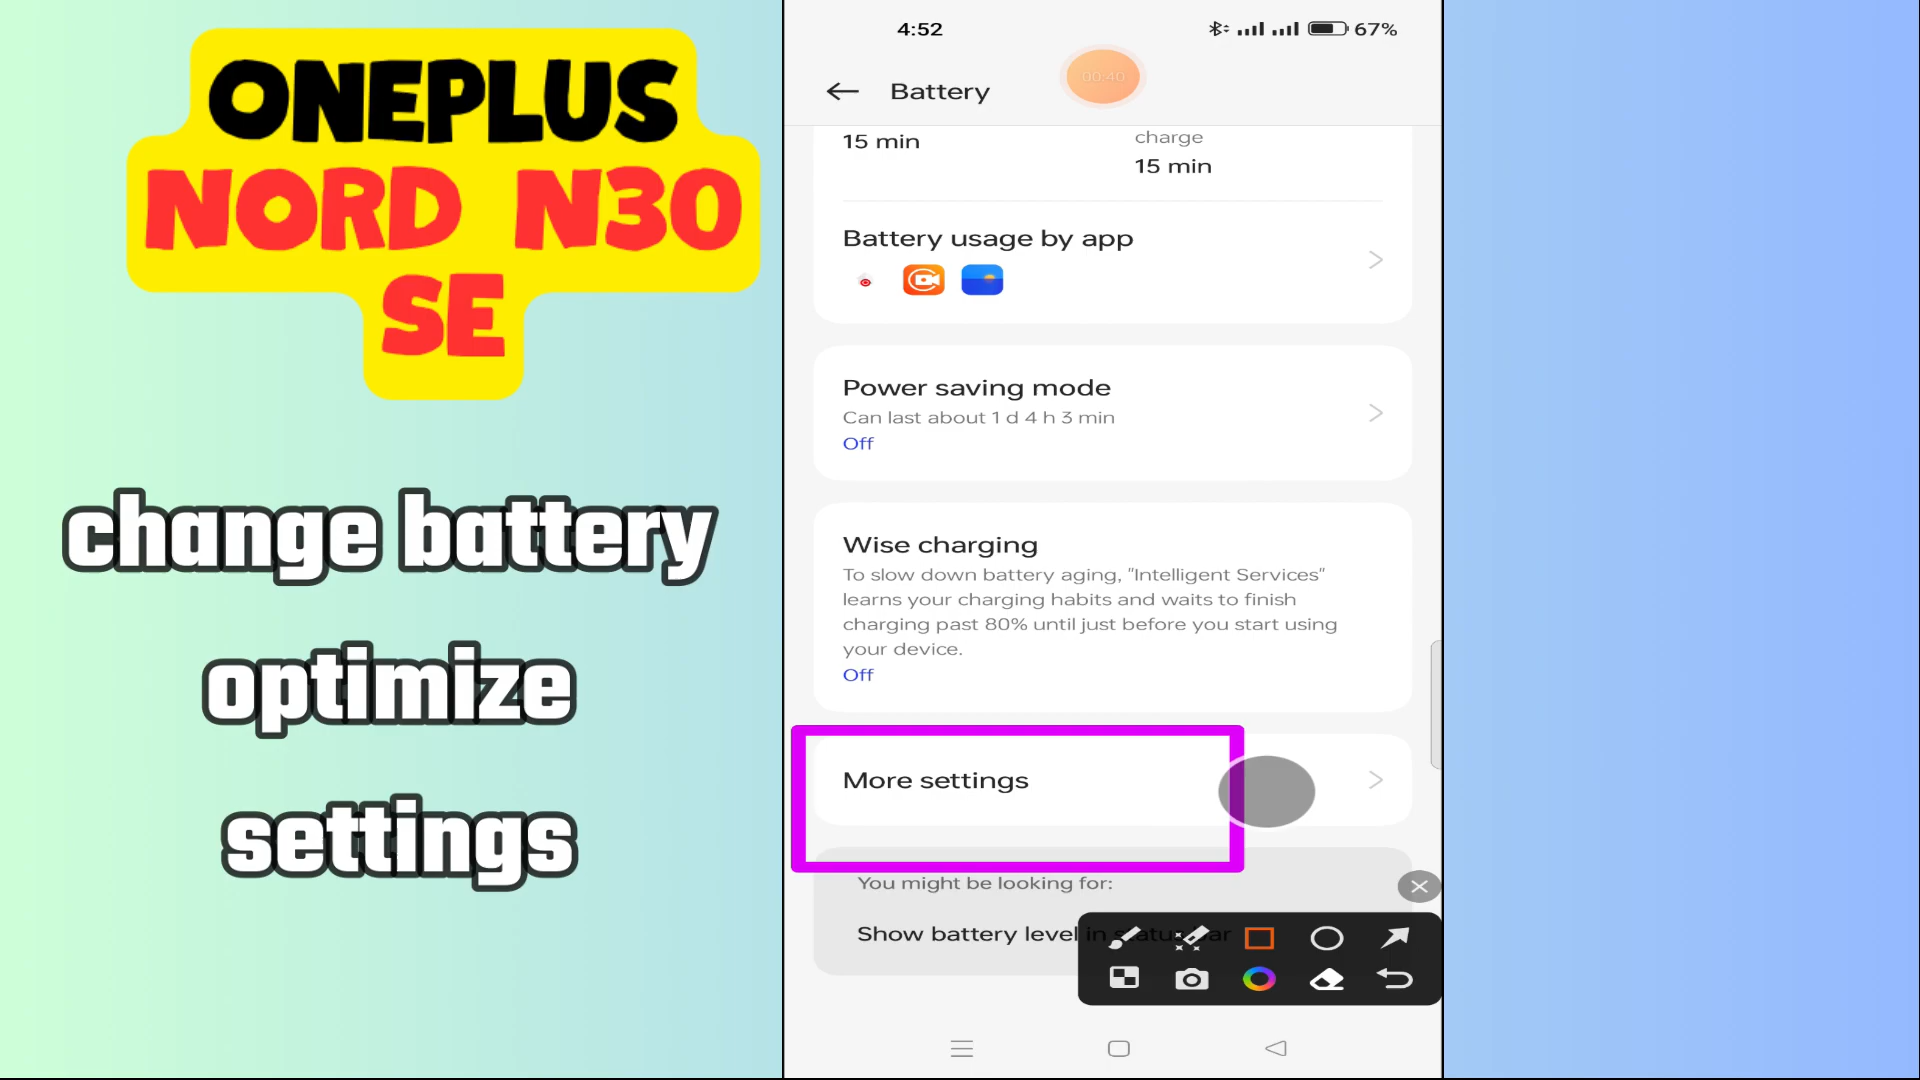 ONEPLUS
NORD N30
SE
change battery
optimize
settings
4:52
67%
00:40
Battery
15 min
charge
15 min
Battery usage by app
Power saving mode
Can last about 1 d 4 h 3 min
Off
Wise charging
To slow down battery aging, "Intelligent Services"
learns your charging habits and waits to finish
charging past 80% until just before you start using
your device.
Off
More settings
You might be looking for:
Show battery level in status bar